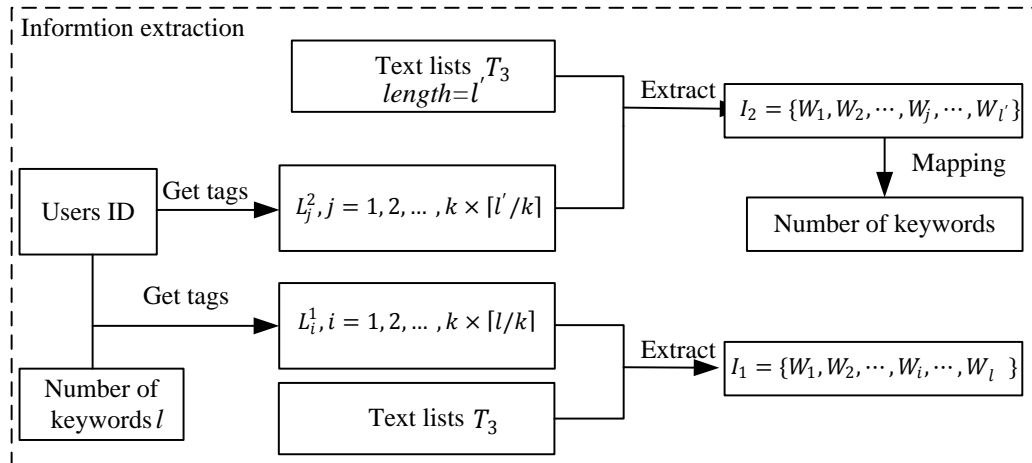 Informtion extraction
Text lists T₃
length=l′
Extract
I₂ = {W₁, W₂, ⋯, Wⱼ, ⋯, W_l′}
Mapping
Number of keywords
Users ID
Get tags
L²ⱼ, j = 1, 2, … , k × ⌈l′/k⌉
Get tags
L¹ᵢ, i = 1, 2, … , k × ⌈l/k⌉
Extract
I₁ = {W₁, W₂, ⋯, Wᵢ, ⋯, W_l }
Number of
keywords l
Text lists T₃